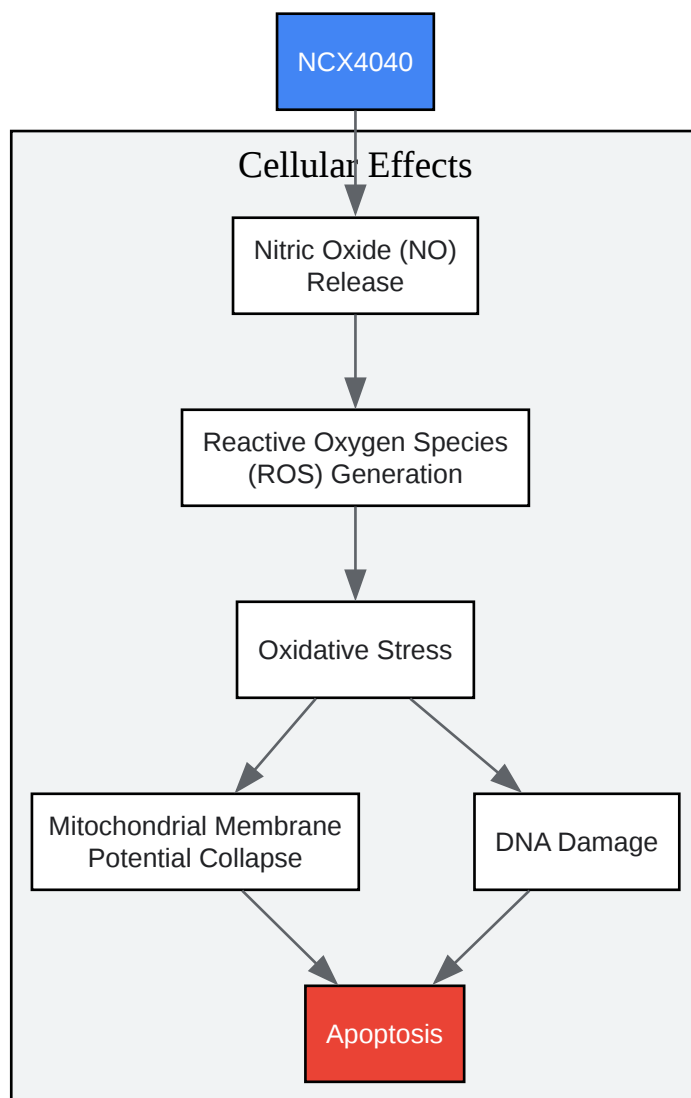 NCX4040
Cellular Effects
Nitric Oxide (NO)
Release
Reactive Oxygen Species
(ROS) Generation
Oxidative Stress
Mitochondrial Membrane
Potential Collapse
DNA Damage
Apoptosis